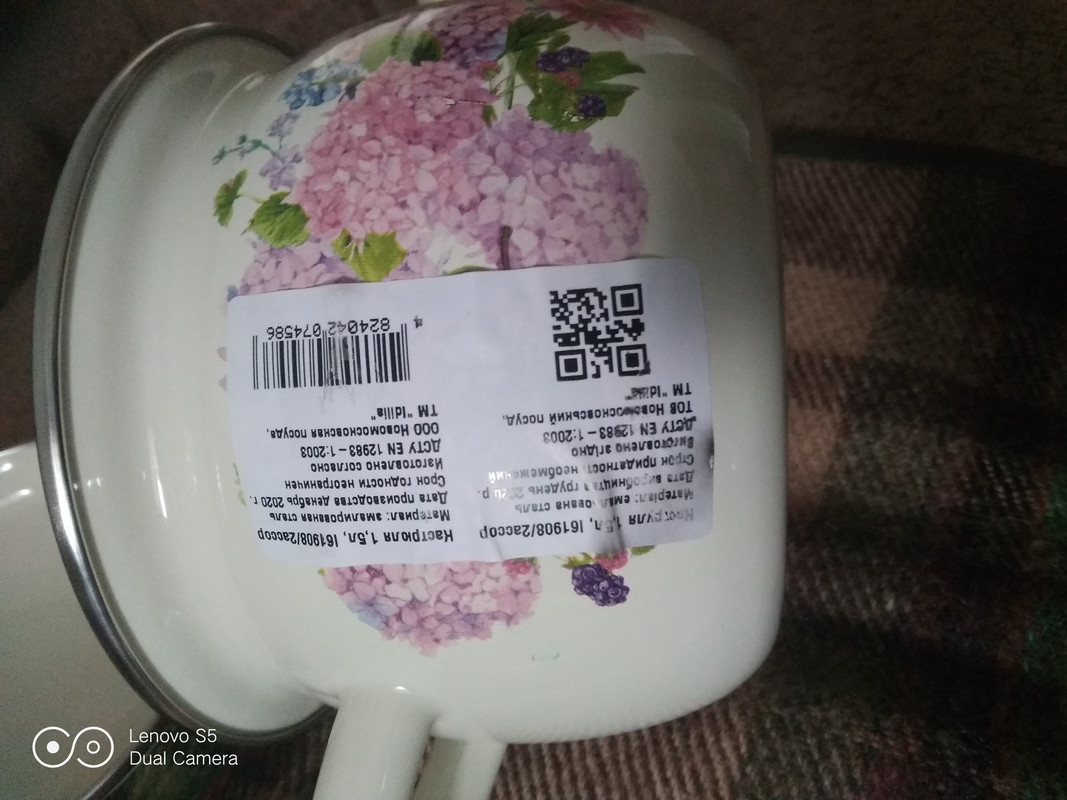 Каструля 1,5л, І61908/2ассор
Матеріал: емальована сталь
Дата виробництва грудень 2020 р.
Строк придатності необмежений
Виготовлено згідно
ДСТУ EN 12983–1:2003
ТОВ Новомосковський посуд,
ТМ "Idilia"
Кастрюля 1,5л, І61908/2ассор
Материал: эмалированная сталь
Дата производства декабрь 2020 г.
Срок годности неограничен
Изготовлено согласно
ДСТУ EN 12983–1:2003
ООО Новомосковская посуда,
ТМ "Idilia"
4 824042 074586
Lenovo S5
Dual Camera